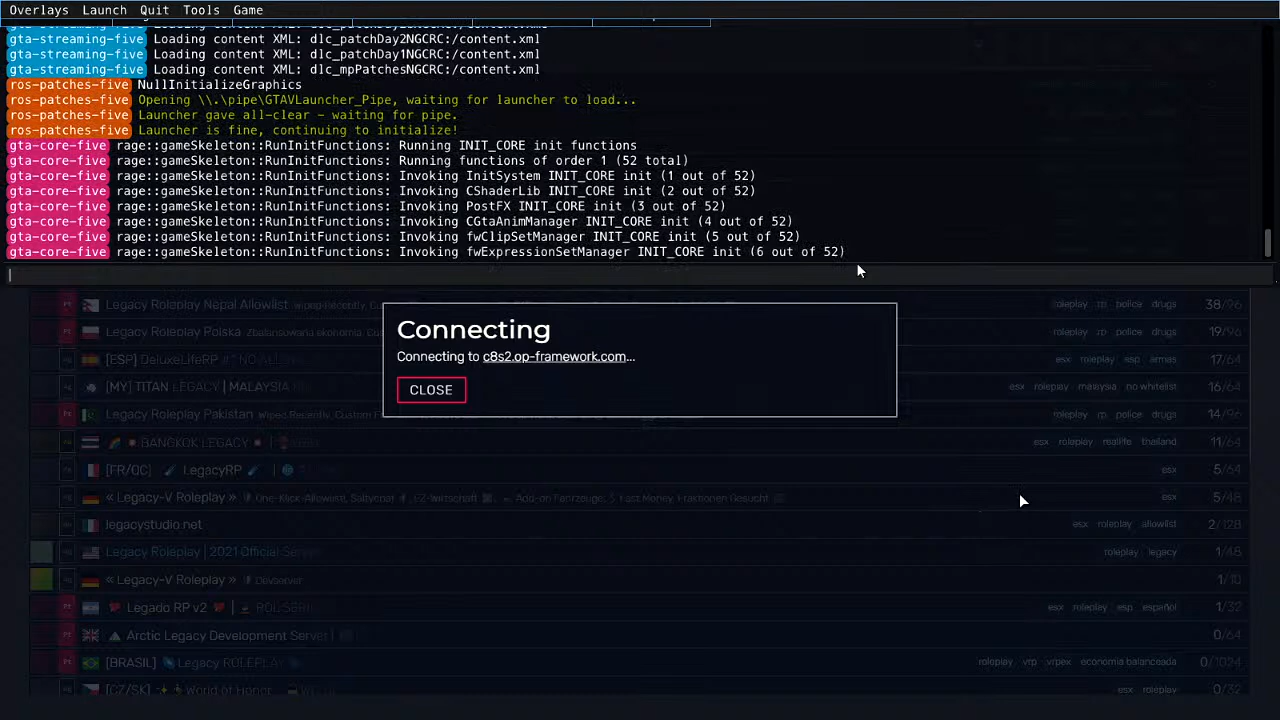 Overlays Launch Quit Tools Game
gta-streaming-five Loading content XML: dlc_patchDay2NGCRC:/content.xml
gta-streaming-five Loading content XML: dlc_patchDay1NGCRC:/content.xml
gta-streaming-five Loading content XML: dlc_mpPatchesNGCRC:/content.xml
ros-patches-five NullInitializeGraphics
ros-patches-five Opening \\.\pipe\GTAVLauncher_Pipe, waiting for launcher to load...
ros-patches-five Launcher gave all-clear - waiting for pipe.
ros-patches-five Launcher is fine, continuing to initialize!
gta-core-five rage::gameSkeleton::RunInitFunctions: Running INIT_CORE init functions
gta-core-five rage::gameSkeleton::RunInitFunctions: Running functions of order 1 (52 total)
gta-core-five rage::gameSkeleton::RunInitFunctions: Invoking InitSystem INIT_CORE init (1 out of 52)
gta-core-five rage::gameSkeleton::RunInitFunctions: Invoking CShaderLib INIT_CORE init (2 out of 52)
gta-core-five rage::gameSkeleton::RunInitFunctions: Invoking PostFX INIT_CORE init (3 out of 52)
gta-core-five rage::gameSkeleton::RunInitFunctions: Invoking CGtaAnimManager INIT_CORE init (4 out of 52)
gta-core-five rage::gameSkeleton::RunInitFunctions: Invoking fwClipSetManager INIT_CORE init (5 out of 52)
gta-core-five rage::gameSkeleton::RunInitFunctions: Invoking fwExpressionSetManager INIT_CORE init (6 out of 52)
Legacy Roleplay Nepal Allowlist roleplay rp police drugs 38/96
Legacy Roleplay Polska Zbalansowana ekonomia, roleplay rp police drugs 19/96
[ESP] DeluxeLifeRP esx roleplay esp armas 17/64
[MY] TITAN LEGACY | MALAYSIA esx roleplay malaysia no whitelist 16/64
Legacy Roleplay Pakistan Wiped Recently, Custom roleplay rp police drugs 14/96
BANGKOK LEGACY esx roleplay reallife thailand 11/64
[FR/QC] LegacyRP esx 5/64
« Legacy-V Roleplay » One-Klick-Allowlist, Add-on Fahrzeuge, Fast Money, Fraktionen Gesucht esx 5/48
legacystudio.net esx roleplay allowlist 2/128
Legacy Roleplay | 2021 Official roleplay legacy 1/48
« Legacy-V Roleplay » Devserver 1/10
Legado RP v2 | esx roleplay esp español 1/32
Arctic Legacy Development Server | 0/64
[BRASIL] Legacy ROLEPLAY roleplay vrp vrpex economia balanceada 0/1024
[CZ/SK] World of Honor esx roleplay 0/32
Connecting
Connecting to c8s2.op-framework.com...
CLOSE